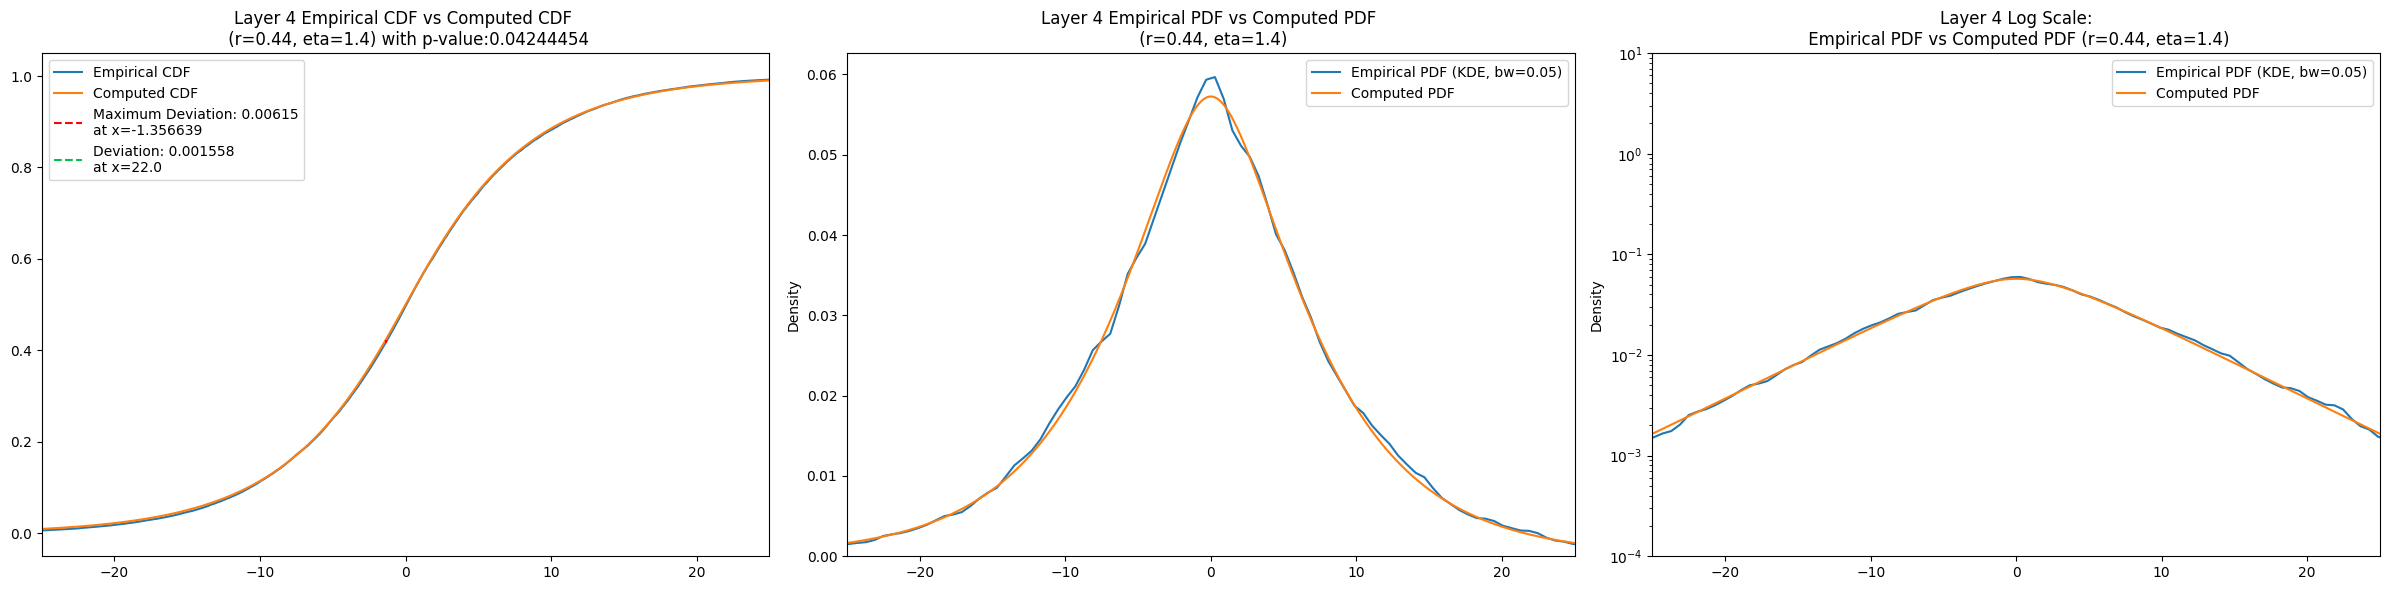 Layer 4 Empirical CDF vs Computed CDF
(r=0.44, eta=1.4) with p-value:0.04244454
Empirical CDF
Computed CDF
Maximum Deviation: 0.00615
at x=-1.356639
Deviation: 0.001558
at x=22.0
1.0
0.8
0.6
0.4
0.2
0.0
−20
−10
0
10
20
Layer 4 Empirical PDF vs Computed PDF
(r=0.44, eta=1.4)
Empirical PDF (KDE, bw=0.05)
Computed PDF
Density
0.06
0.05
0.04
0.03
0.02
0.01
0.00
−20
−10
0
10
20
Layer 4 Log Scale:
Empirical PDF vs Computed PDF (r=0.44, eta=1.4)
Empirical PDF (KDE, bw=0.05)
Computed PDF
Density
10¹
10⁰
10⁻¹
10⁻²
10⁻³
10⁻⁴
−20
−10
0
10
20